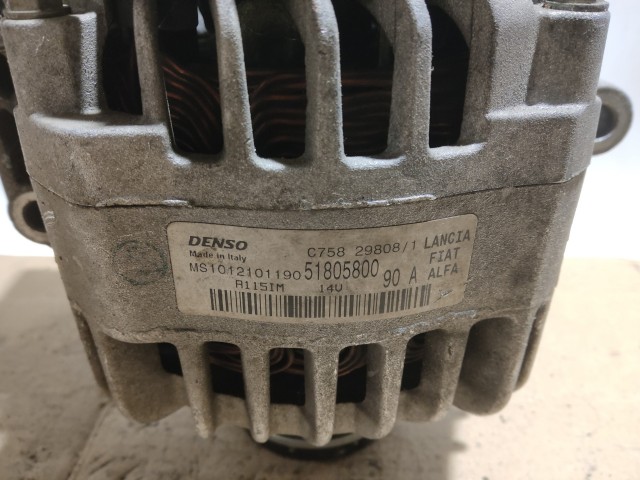 DENSO C758 29808/1 LANCIA
Made in Italy FIAT
MS1012101190 51805800 90 A ALFA
A115IM 14V